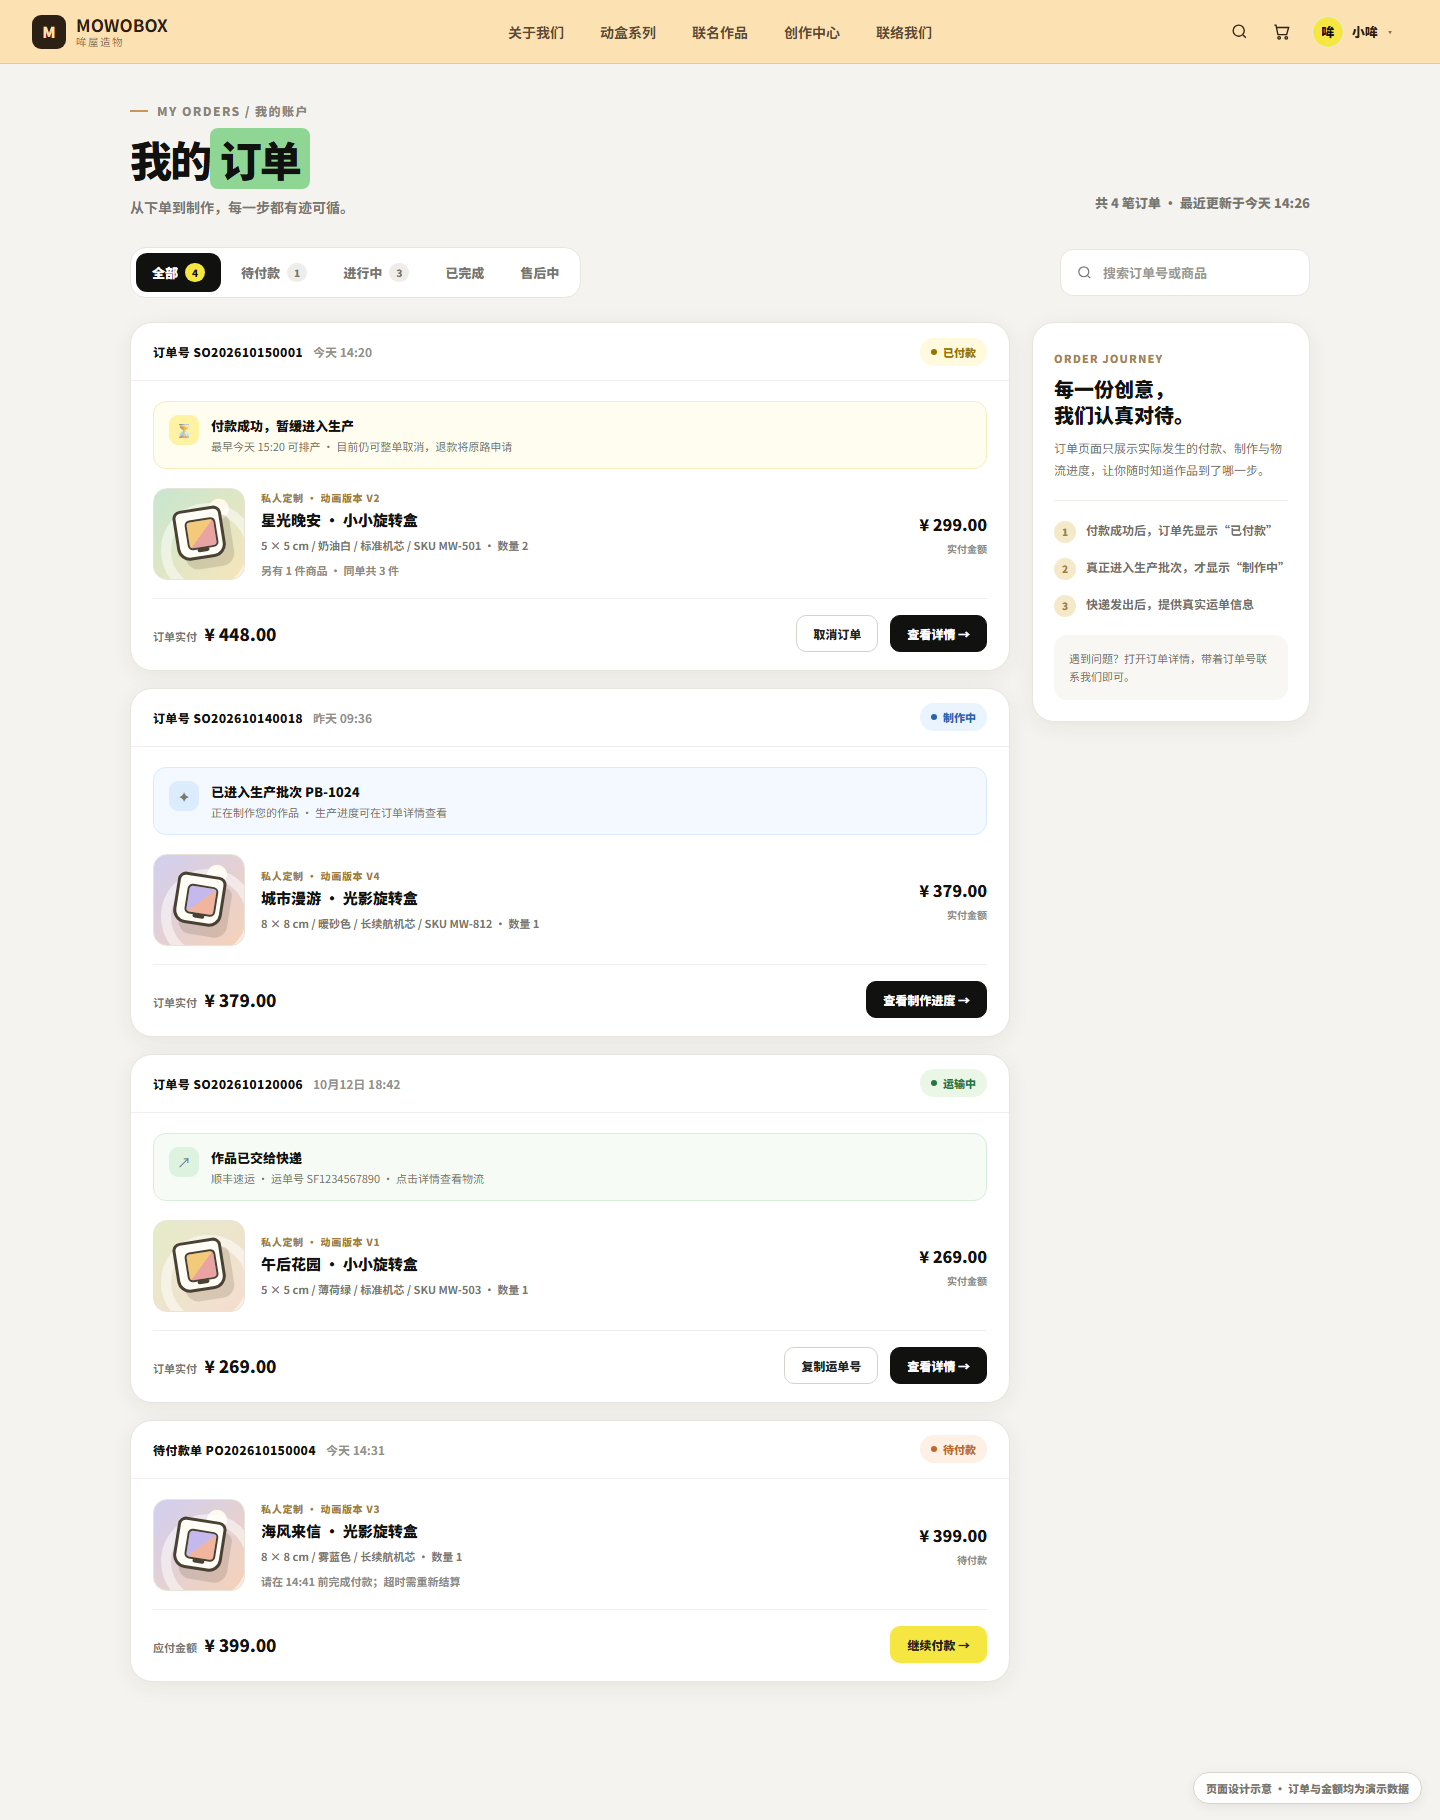 M
MOWOBOX
哞屋造物
关于我们
动盒系列
联名作品
创作中心
联络我们
哞
小哞
MY ORDERS / 我的账户
我的订单
从下单到制作，每一步都有迹可循。
共 4 笔订单 · 最近更新于今天 14:26
全部 4
待付款 1
进行中 3
已完成
售后中
搜索订单号或商品
订单号 SO202610150001 今天 14:20
已付款
付款成功，暂缓进入生产
最早今天 15:20 可排产 · 目前仍可整单取消，退款将原路申请
私人定制 · 动画版本 V2
星光晚安 · 小小旋转盒
5 × 5 cm / 奶油白 / 标准机芯 / SKU MW-501 · 数量 2
另有 1 件商品 · 同单共 3 件
¥ 299.00
实付金额
订单实付 ¥ 448.00
取消订单
查看详情 →
订单号 SO202610140018 昨天 09:36
制作中
已进入生产批次 PB-1024
正在制作您的作品 · 生产进度可在订单详情查看
私人定制 · 动画版本 V4
城市漫游 · 光影旋转盒
8 × 8 cm / 暖砂色 / 长续航机芯 / SKU MW-812 · 数量 1
¥ 379.00
实付金额
订单实付 ¥ 379.00
查看制作进度 →
订单号 SO202610120006 10月12日 18:42
运输中
作品已交给快递
顺丰速运 · 运单号 SF1234567890 · 点击详情查看物流
私人定制 · 动画版本 V1
午后花园 · 小小旋转盒
5 × 5 cm / 薄荷绿 / 标准机芯 / SKU MW-503 · 数量 1
¥ 269.00
实付金额
订单实付 ¥ 269.00
复制运单号
查看详情 →
待付款单 PO202610150004 今天 14:31
待付款
私人定制 · 动画版本 V3
海风来信 · 光影旋转盒
8 × 8 cm / 雾蓝色 / 长续航机芯 · 数量 1
请在 14:41 前完成付款；超时需重新结算
¥ 399.00
待付款
应付金额 ¥ 399.00
继续付款 →
ORDER JOURNEY
每一份创意，
我们认真对待。
订单页面只展示实际发生的付款、制作与物
流进度，让你随时知道作品到了哪一步。
1 付款成功后，订单先显示“已付款”
2 真正进入生产批次，才显示“制作中”
3 快递发出后，提供真实运单信息
遇到问题？打开订单详情，带着订单号联
系我们即可。
页面设计示意 · 订单与金额均为演示数据